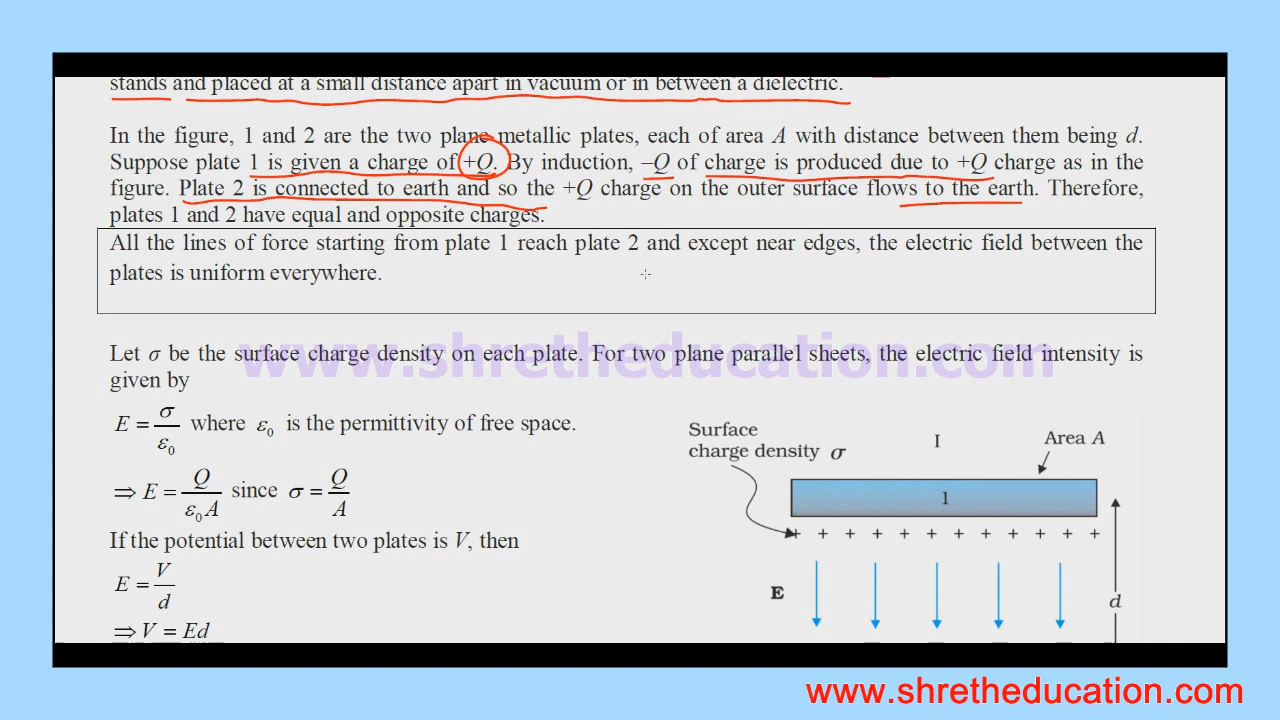 stands and placed at a small distance apart in vacuum or in between a dielectric.
In the figure, 1 and 2 are the two plane metallic plates, each of area A with distance between them being d.
Suppose plate 1 is given a charge of +Q. By induction, –Q of charge is produced due to +Q charge as in the
figure. Plate 2 is connected to earth and so the +Q charge on the outer surface flows to the earth. Therefore,
plates 1 and 2 have equal and opposite charges.
All the lines of force starting from plate 1 reach plate 2 and except near edges, the electric field between the
plates is uniform everywhere.
www.shretheducation.com
Let σ be the surface charge density on each plate. For two plane parallel sheets, the electric field intensity is
given by
E = σ/ε₀ where ε₀ is the permittivity of free space.
⇒ E = Q/ε₀A since σ = Q/A
If the potential between two plates is V, then
E = V/d
⇒ V = Ed
Surface
charge density σ
I
Area A
1
+ + + + + + + + + + + +
E
d
www.shretheducation.com